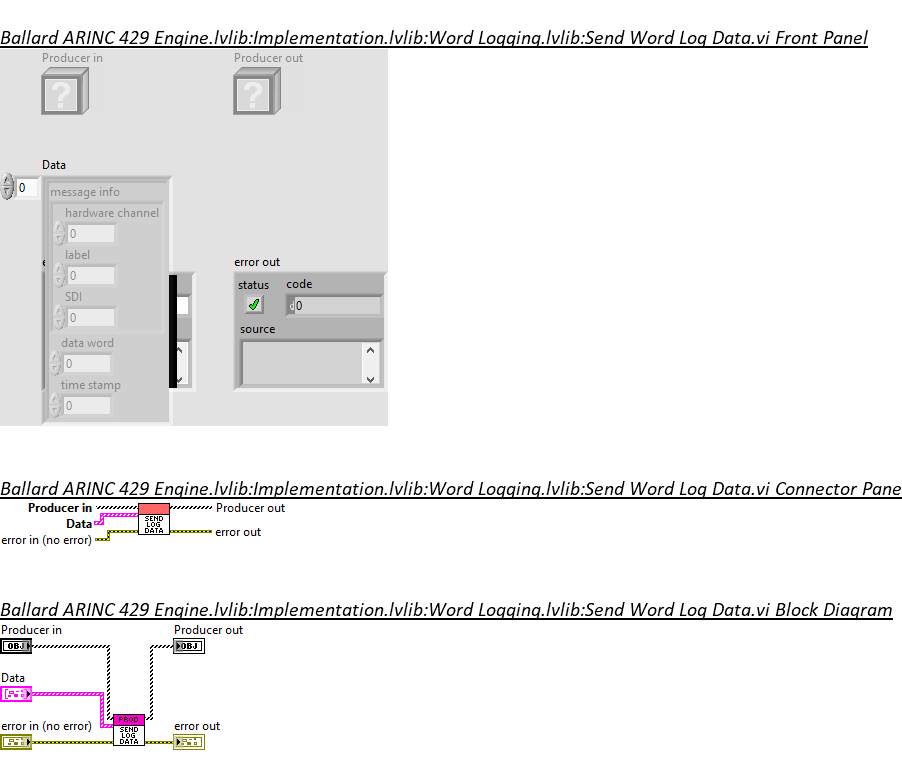 Ballard ARINC 429 Engine.lvlib:Implementation.lvlib:Word Logging.lvlib:Send Word Log Data.vi Front Panel
Producer in
Producer out
Data
0
message info
hardware channel
0
label
0
SDI
0
data word
0
time stamp
0
error out
status
code
d0
source
Ballard ARINC 429 Engine.lvlib:Implementation.lvlib:Word Logging.lvlib:Send Word Log Data.vi Connector Pane
Producer in
Producer out
Data
SEND
LOG
DATA
error in (no error)
error out
Ballard ARINC 429 Engine.lvlib:Implementation.lvlib:Word Logging.lvlib:Send Word Log Data.vi Block Diagram
Producer in
Producer out
OBJ
OBJ
Data
error in (no error)
PROD
SEND
LOG
DATA
error out